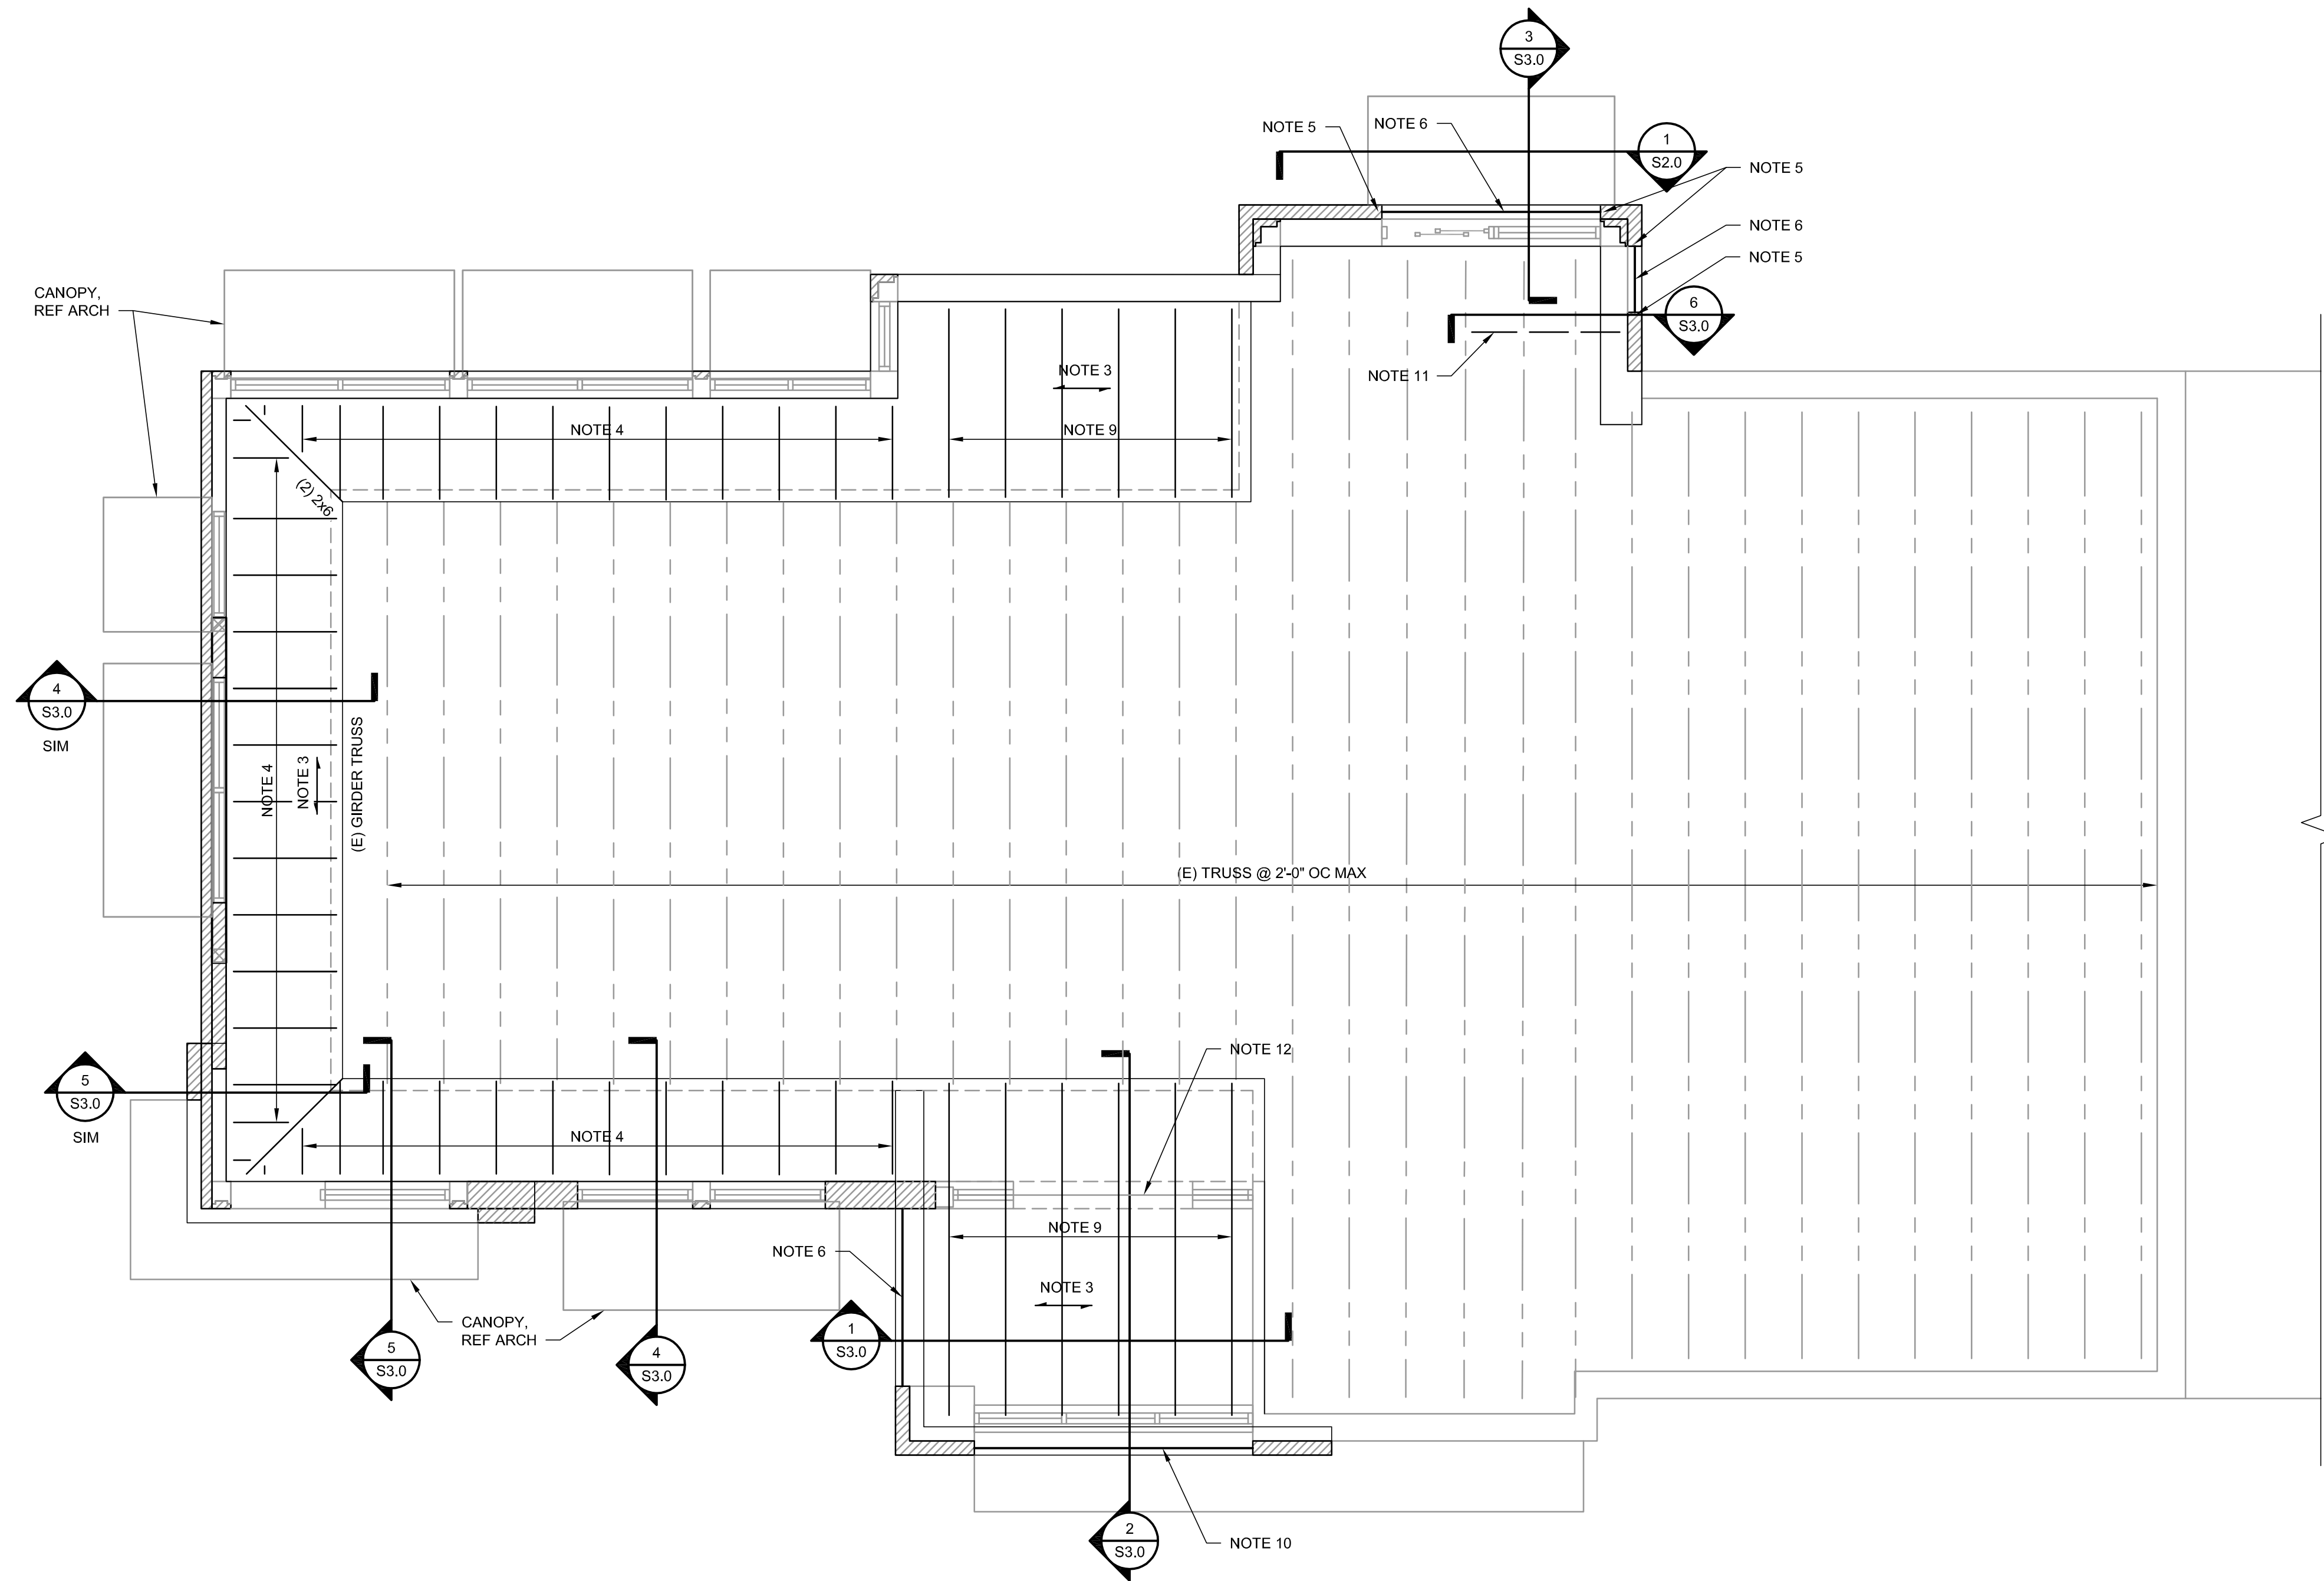 3
S3.0
NOTE 5
NOTE 6
1
S2.0
NOTE 5
NOTE 6
NOTE 5
6
S3.0
CANOPY,
REF ARCH
NOTE 3
NOTE 11
NOTE 4
NOTE 9
(2) 2x6
4
S3.0
SIM
NOTE 4
NOTE 3
(E) GIRDER TRUSS
(E) TRUSS @ 2'-0" OC MAX
5
S3.0
SIM
NOTE 12
NOTE 4
NOTE 9
NOTE 6
NOTE 3
CANOPY,
REF ARCH
5
S3.0
4
S3.0
1
S3.0
2
S3.0
NOTE 10